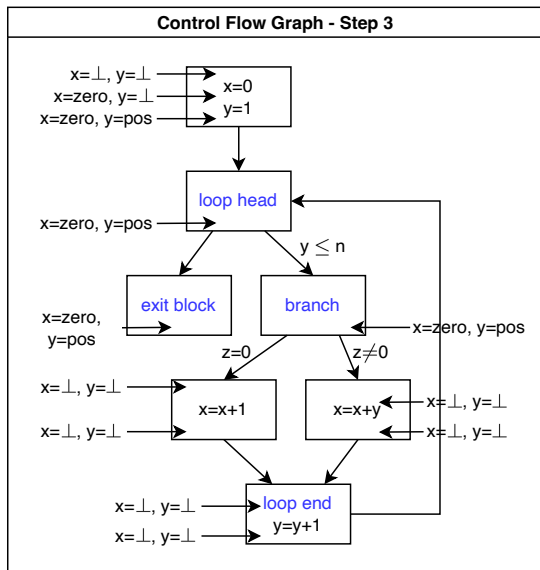 Control Flow Graph - Step 3
x=⊥, y=⊥
x=0
x=zero, y=⊥
y=1
x=zero, y=pos
loop head
x=zero, y=pos
y ≤ n
exit block
branch
x=zero,
y=pos
x=zero, y=pos
z=0
z≠0
x=⊥, y=⊥
x=x+1
x=x+y
x=⊥, y=⊥
x=⊥, y=⊥
x=⊥, y=⊥
loop end
x=⊥, y=⊥
y=y+1
x=⊥, y=⊥